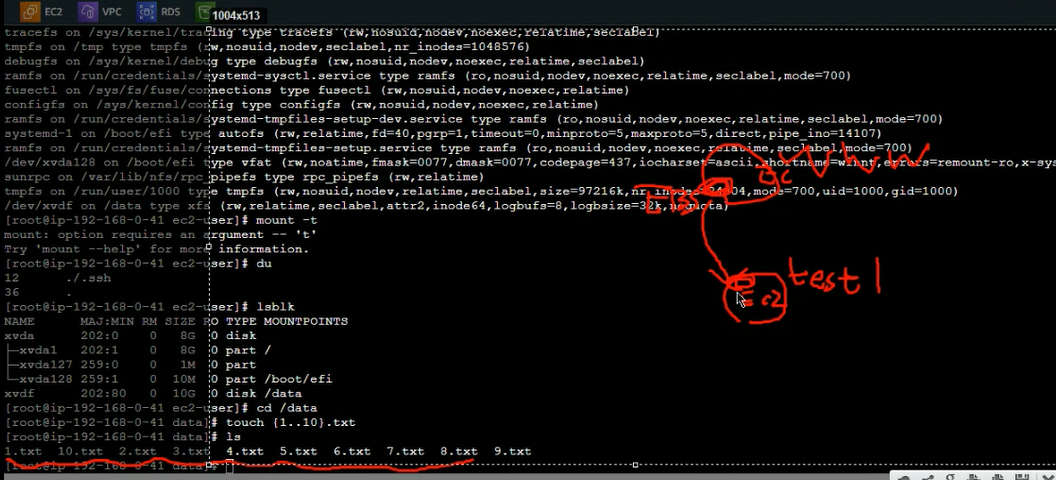 EC2 VPC RDS
1004x513
tracefs on /sys/kernel/tracing type tracefs (rw,nosuid,nodev,noexec,relatime,seclabel)
tmpfs on /tmp type tmpfs (rw,nosuid,nodev,seclabel,nr_inodes=1048576)
debugfs on /sys/kernel/debug type debugfs (rw,nosuid,nodev,noexec,relatime,seclabel)
ramfs on /run/credentials/systemd-sysctl.service type ramfs (ro,nosuid,nodev,noexec,relatime,seclabel,mode=700)
fusectl on /sys/fs/fuse/connections type fusectl (rw,nosuid,nodev,noexec,relatime)
configfs on /sys/kernel/config type configfs (rw,nosuid,nodev,noexec,relatime)
ramfs on /run/credentials/systemd-tmpfiles-setup-dev.service type ramfs (ro,nosuid,nodev,noexec,relatime,seclabel,mode=700)
systemd-1 on /boot/efi type autofs (rw,relatime,fd=40,pgrp=1,timeout=0,minproto=5,maxproto=5,direct,pipe_ino=14107)
ramfs on /run/credentials/systemd-tmpfiles-setup.service type ramfs (ro,nosuid,nodev,noexec,relatime,seclabel,mode=700)
/dev/xvda128 on /boot/efi type vfat (rw,noatime,fmask=0077,dmask=0077,codepage=437,iocharset=ascii,shortname=winnt,errors=remount-ro,x-sys
sunrpc on /var/lib/nfs/rpc_pipefs type rpc_pipefs (rw,relatime)
tmpfs on /run/user/1000 type tmpfs (rw,nosuid,nodev,relatime,seclabel,size=97216k,mode=700,uid=1000,gid=1000)
/dev/xvdf on /data type xfs (rw,relatime,seclabel,attr2,inode64,logbufs=8,logbsize=32k,noquota)
[root@ip-192-168-0-41 ec2-user]# mount -t
mount: option requires an argument -- 't'
Try 'mount --help' for more information.
[root@ip-192-168-0-41 ec2-user]# du
12 ./.ssh
36 .
[root@ip-192-168-0-41 ec2-user]# lsblk
NAME MAJ:MIN RM SIZE RO TYPE MOUNTPOINTS
xvda 202:0 0 8G 0 disk
├─xvda1 202:1 0 8G 0 part /
├─xvda127 259:0 0 1M 0 part
└─xvda128 259:1 0 10M 0 part /boot/efi
xvdf 202:80 0 10G 0 disk /data
[root@ip-192-168-0-41 ec2-user]# cd /data
[root@ip-192-168-0-41 data]# touch {1..10}.txt
[root@ip-192-168-0-41 data]# ls
1.txt 10.txt 2.txt 3.txt 4.txt 5.txt 6.txt 7.txt 8.txt 9.txt
[root@ip-192-168-0-41 data]#
EBS
test 1
Ec2